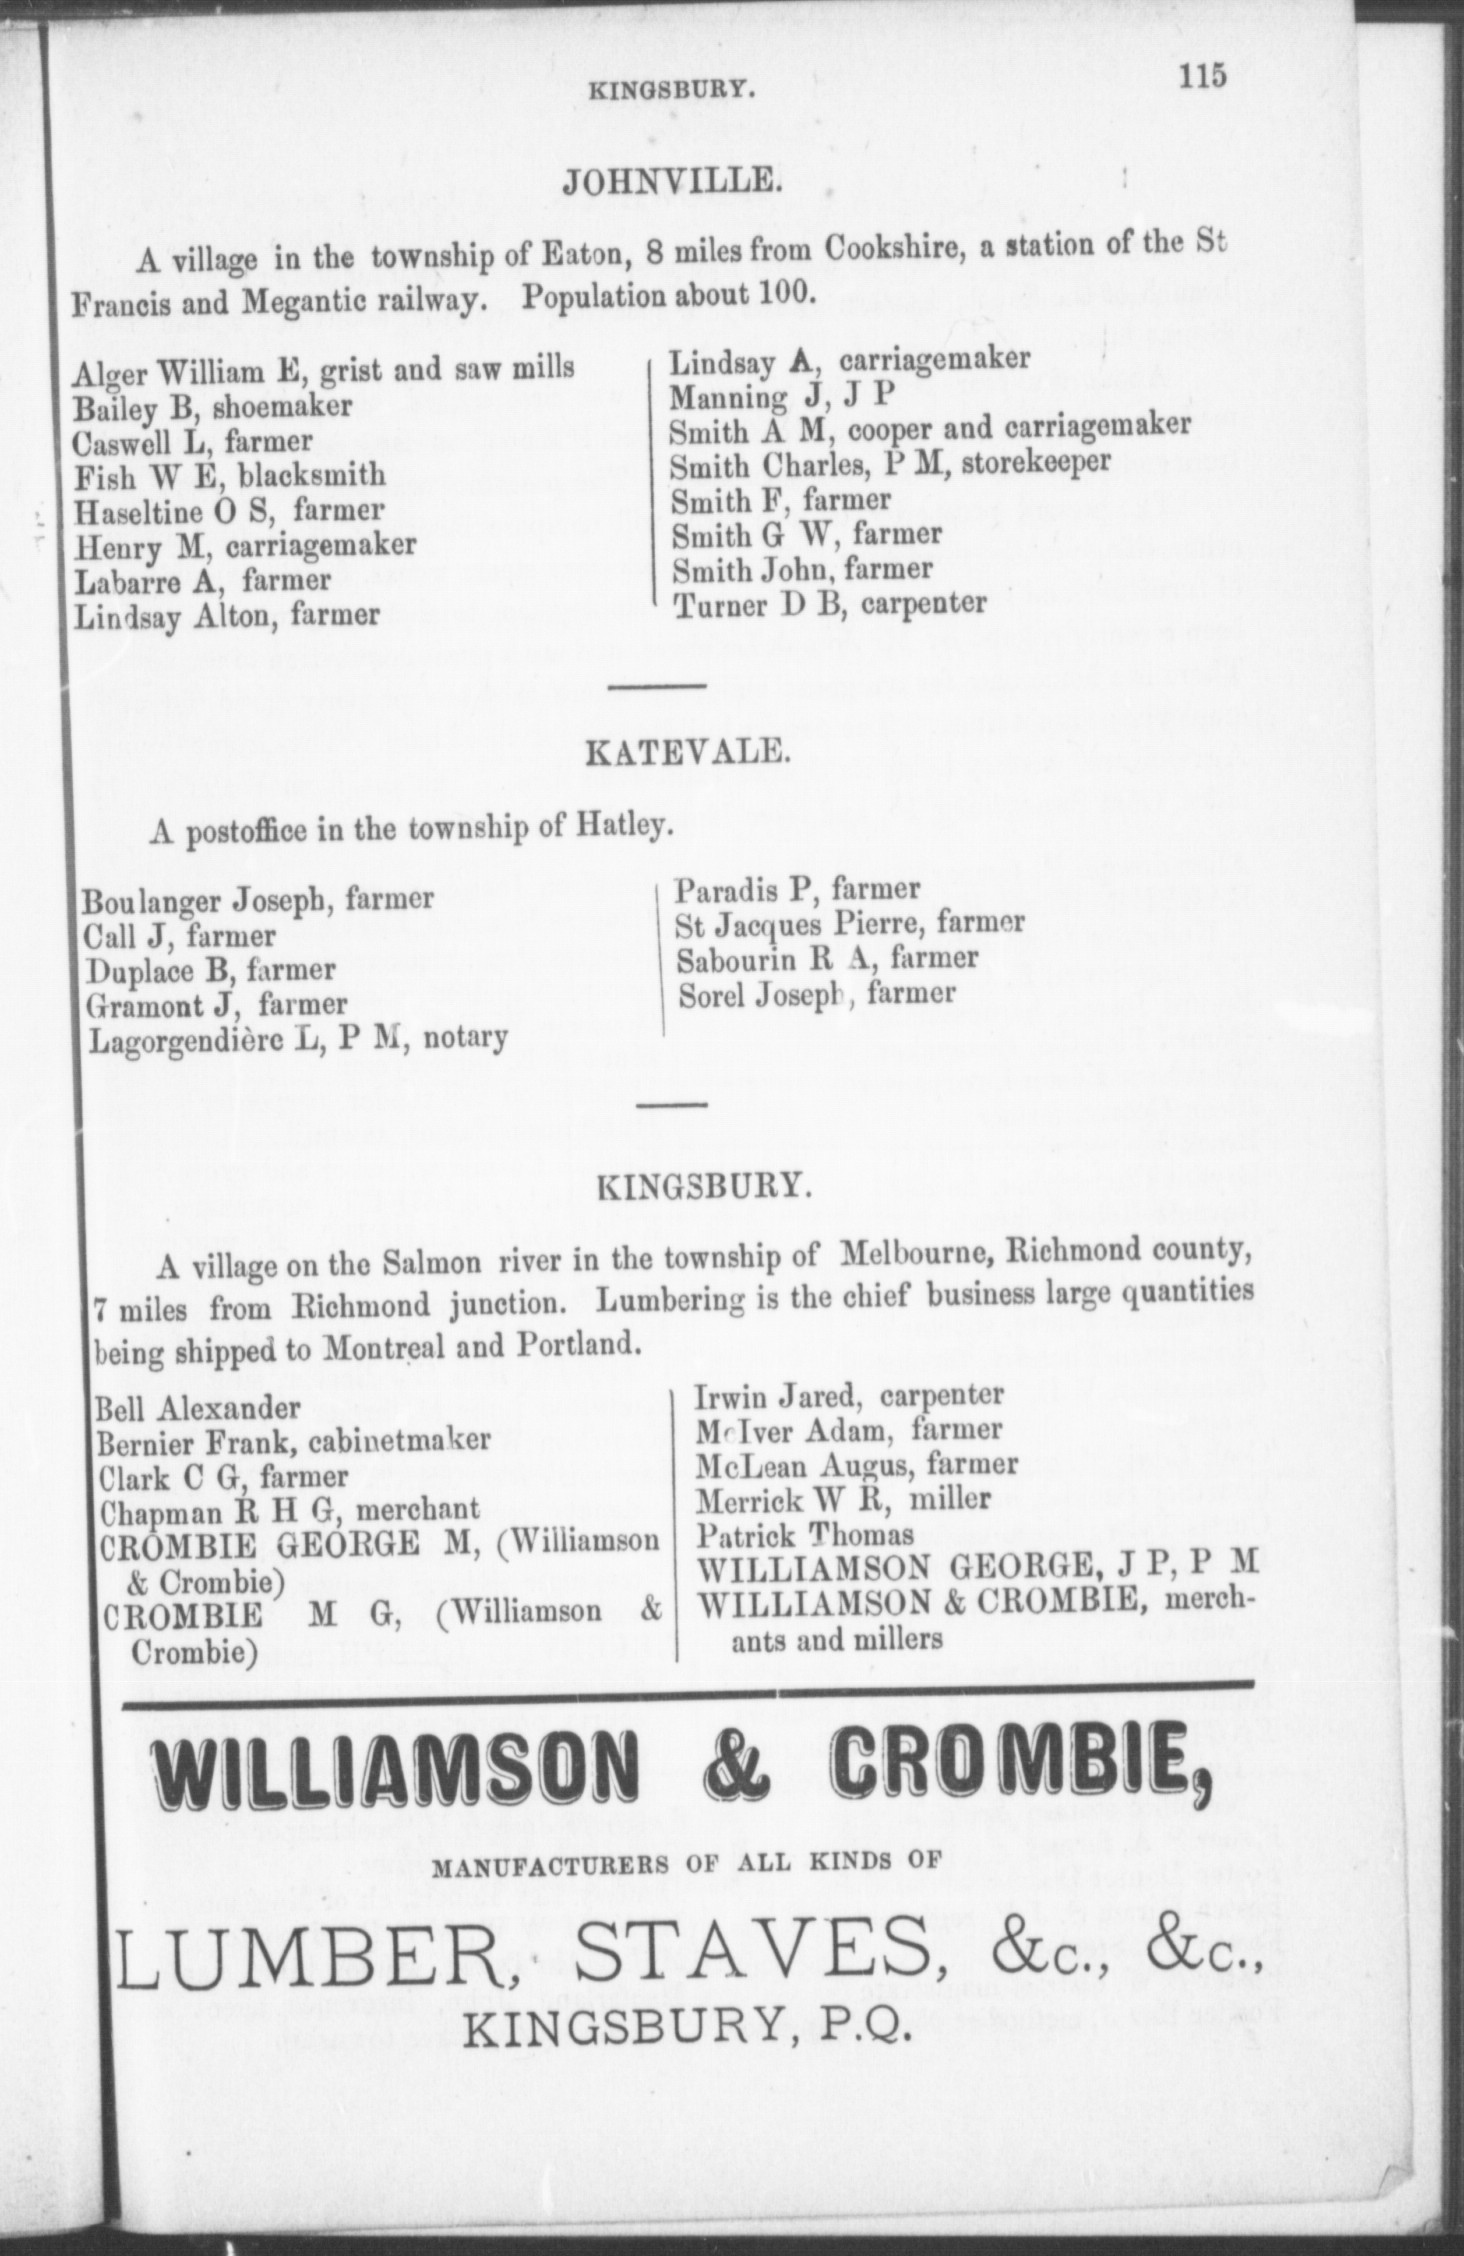 KINGSBURY.
115
JOHNVILLE.
A village in the township of Eaton, 8 miles from Cookshire, a station of the St
Francis and Megantic railway. Population about 100.
Alger William E, grist and saw mills
Bailey B, shoemaker
Caswell L, farmer
Fish W E, blacksmith
Haseltine O S, farmer
Henry M, carriagemaker
Labarre A, farmer
Lindsay Alton, farmer
Lindsay A, carriagemaker
Manning J, J P
Smith A M, cooper and carriagemaker
Smith Charles, P M, storekeeper
Smith F, farmer
Smith G W, farmer
Smith John, farmer
Turner D B, carpenter
KATEVALE.
A postoffice in the township of Hatley.
Boulanger Joseph, farmer
Call J, farmer
Duplace B, farmer
Gramont J, farmer
Lagorgendière L, P M, notary
Paradis P, farmer
St Jacques Pierre, farmer
Sabourin R A, farmer
Sorel Joseph, farmer
KINGSBURY.
A village on the Salmon river in the township of Melbourne, Richmond county,
7 miles from Richmond junction. Lumbering is the chief business large quantities
being shipped to Montreal and Portland.
Bell Alexander
Bernier Frank, cabinetmaker
Clark C G, farmer
Chapman R H G, merchant
CROMBIE GEORGE M, (Williamson
& Crombie)
CROMBIE M G, (Williamson &
Crombie)
Irwin Jared, carpenter
McIver Adam, farmer
McLean Augus, farmer
Merrick W R, miller
Patrick Thomas
WILLIAMSON GEORGE, J P, P M
WILLIAMSON & CROMBIE, merch-
ants and millers
WILLIAMSON & CROMBIE,
MANUFACTURERS OF ALL KINDS OF
LUMBER, STAVES, &c., &c.,
KINGSBURY, P.Q.